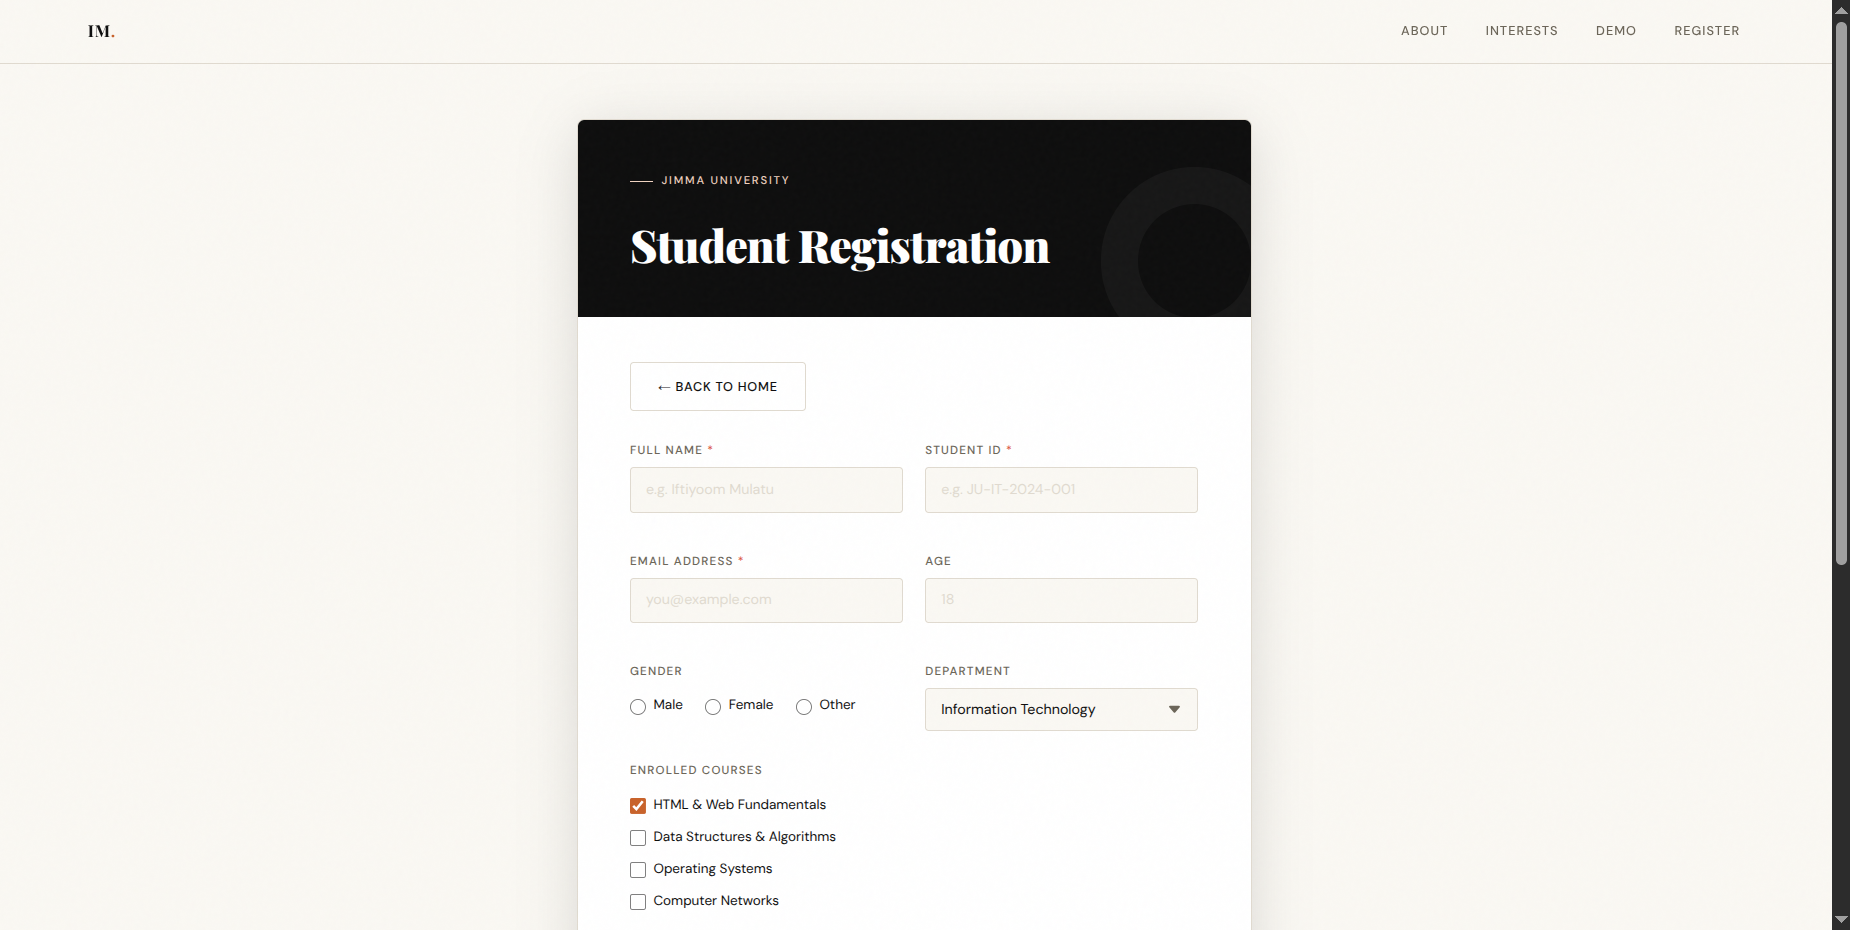 IM.
ABOUT INTERESTS DEMO REGISTER
JIMMA UNIVERSITY
Student Registration
← BACK TO HOME
FULL NAME * STUDENT ID *
e.g. Iftiyoom Mulatu e.g. JU-IT-2024-001
EMAIL ADDRESS * AGE
you@example.com 18
GENDER DEPARTMENT
Male Female Other Information Technology
ENROLLED COURSES
HTML & Web Fundamentals
Data Structures & Algorithms
Operating Systems
Computer Networks